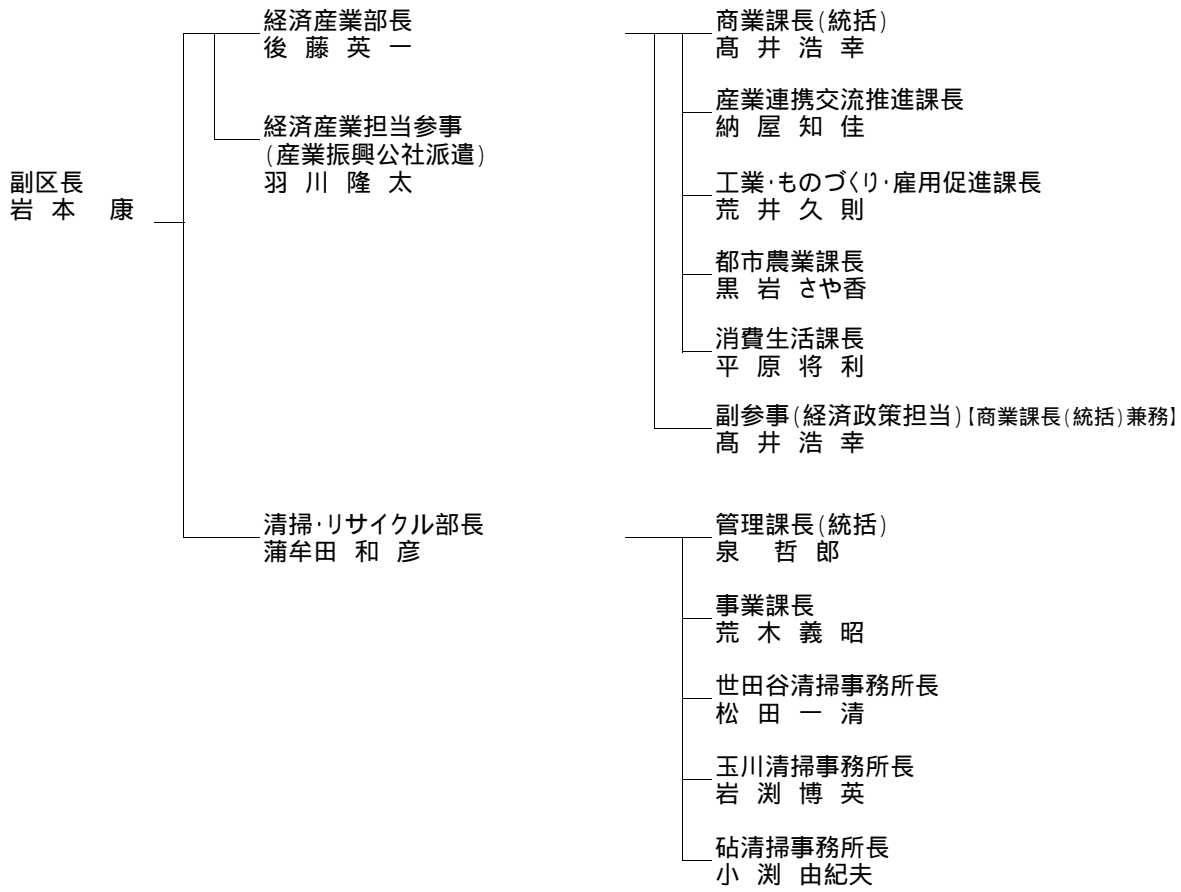 副区長
岩 本 康
経済産業部長
後 藤 英 一
経済産業担当参事
(産業振興公社派遣)
羽 川 隆 太
商業課長(統括)
髙 井 浩 幸
産業連携交流推進課長
納 屋 知 佳
工業・ものづくり・雇用促進課長
荒 井 久 則
都市農業課長
黒 岩 さや香
消費生活課長
平 原 将 利
副参事(経済政策担当)【商業課長(統括)兼務】
髙 井 浩 幸
清掃・リサイクル部長
蒲牟田 和 彦
管理課長(統括)
泉 哲 郎
事業課長
荒 木 義 昭
世田谷清掃事務所長
松 田 一 清
玉川清掃事務所長
岩 渕 博 英
砧清掃事務所長
小 渕 由紀夫